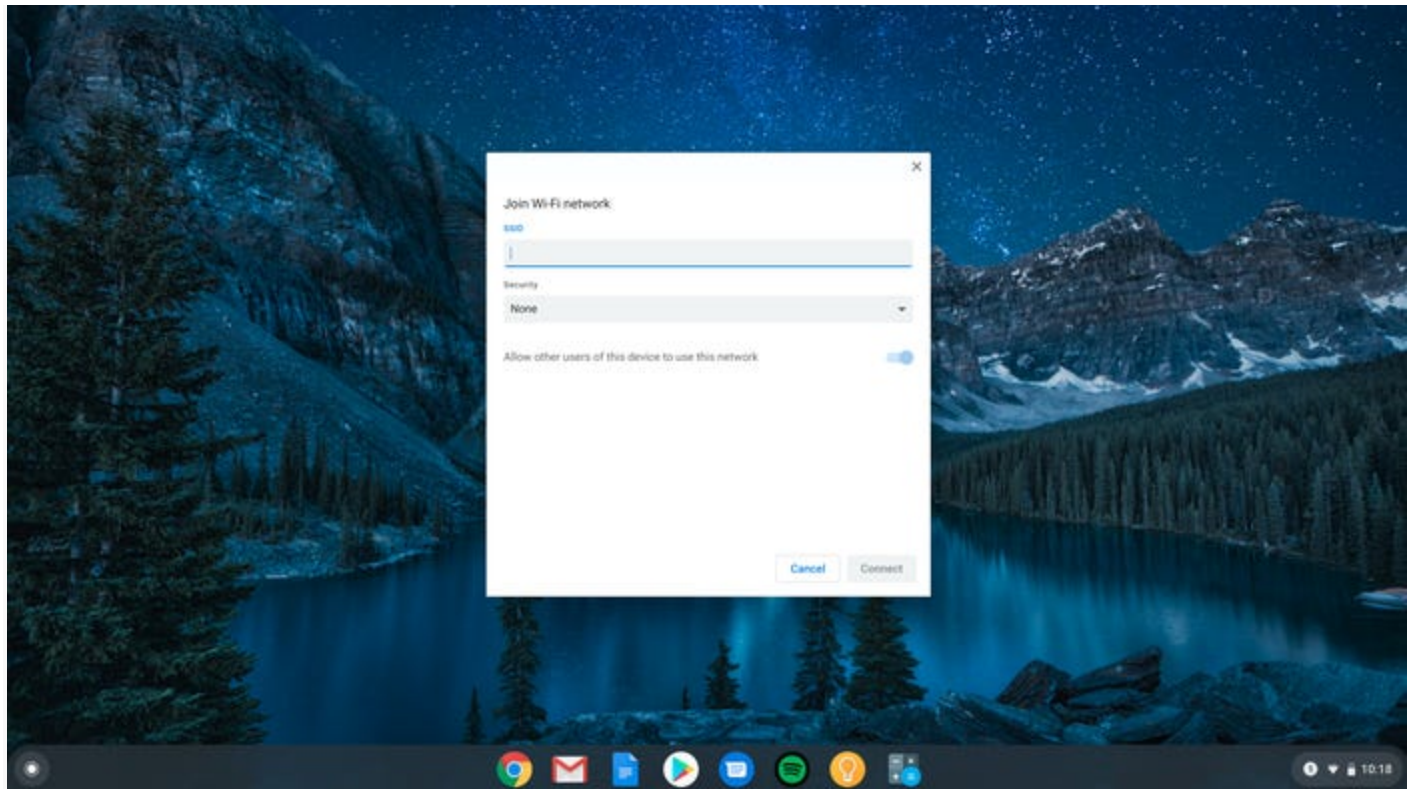 Join Wi-Fi network
SSID
Security
None
Allow other users of this device to use this network
Cancel Connect
10:18